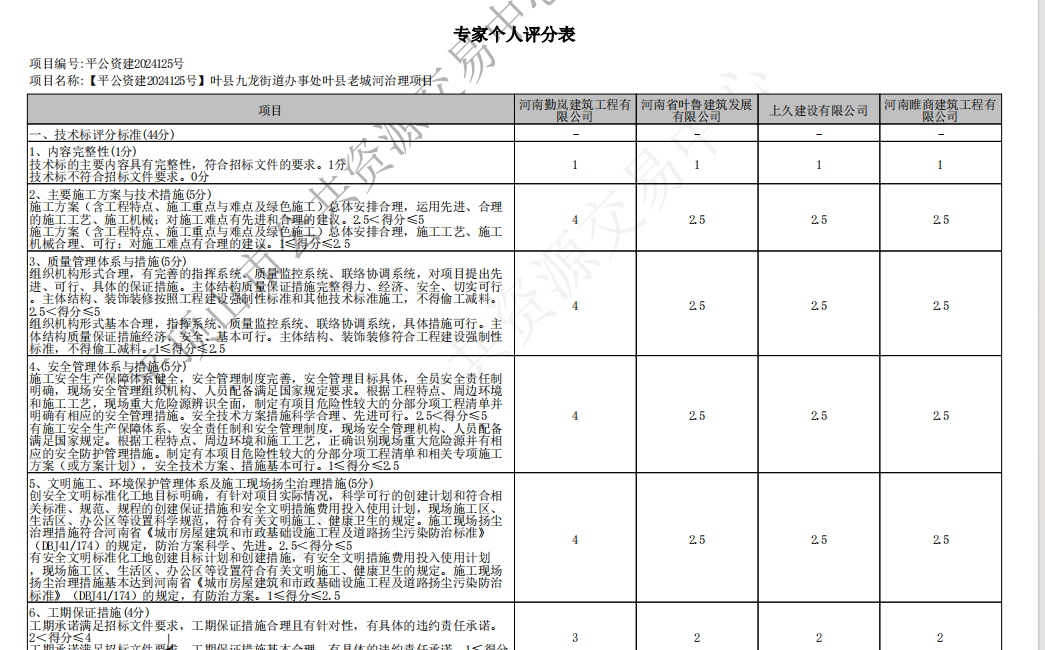 专家个人评分表
项目编号:平公资建2024125号
项目名称:【平公资建2024125号】叶县九龙街道办事处叶县老城河治理项目
项目 河南勤岚建筑工程有限公司 河南省叶鲁建筑发展有限公司 上久建设有限公司 河南睢商建筑工程有限公司
一、技术标评分标准(44分) - - - -
1、内容完整性(1分)
技术标的主要内容具有完整性，符合招标文件的要求。1分
技术标不符合招标文件要求。0分
1 1 1 1
2、主要施工方案与技术措施(5分)
施工方案（含工程特点、施工重点与难点及绿色施工）总体安排合理，运用先进、合理
的施工工艺、施工机械；对施工难点有先进和合理的建议。2.5<得分≤5
施工方案（含工程特点、施工重点与难点及绿色施工）总体安排合理，施工工艺、施工
机械合理、可行；对施工难点有合理的建议。1≤得分≤2.5
4 2.5 2.5 2.5
3、质量管理体系与措施(5分)
组织机构形式合理，有完善的指挥系统、质量监控系统、联络协调系统，对项目提出先
进、可行、具体的保证措施。主体结构质量保证措施完整得力、经济、安全、切实可行
。主体结构、装饰装修按照工程建设强制性标准和其他技术标准施工，不得偷工减料。
2.5<得分≤5
组织机构形式基本合理，指挥系统、质量监控系统、联络协调系统，具体措施可行。主
体结构质量保证措施经济、安全、基本可行。主体结构、装饰装修符合工程建设强制性
标准，不得偷工减料。1≤得分≤2.5
4 2.5 2.5 2.5
4、安全管理体系与措施(5分)
施工安全生产保障体系健全，安全管理制度完善，安全管理目标具体，全员安全责任制
明确，现场安全管理组织机构、人员配备满足国家规定要求。根据工程特点、周边环境
和施工工艺，现场重大危险源辨识全面，制定有项目危险性较大的分部分项工程清单并
明确有相应的安全管理措施。安全技术方案措施科学合理、先进可行。2.5<得分≤5
有施工安全生产保障体系、安全责任制和安全管理制度，现场安全管理机构、人员配备
满足国家规定。根据工程特点、周边环境和施工工艺，正确识别现场重大危险源并有相
应的安全防护管理措施。制定有本项目危险性较大的分部分项工程清单和相关专项施工
方案（或方案计划），安全技术方案、措施基本可行。1≤得分≤2.5
4 2.5 2.5 2.5
5、文明施工、环境保护管理体系及施工现场扬尘治理措施(5分)
创安全文明标准化工地目标明确，有针对项目实际情况，科学可行的创建计划和符合相
关标准、规范、规程的创建保证措施和安全文明措施费用投入使用计划，现场施工区、
生活区、办公区等设置科学规范，符合有关文明施工、健康卫生的规定。施工现场扬尘
治理措施符合河南省《城市房屋建筑和市政基础设施工程及道路扬尘污染防治标准》
（DBJ41/174）的规定，防治方案科学、先进。2.5<得分≤5
有安全文明标准化工地创建目标计划和创建措施，有安全文明措施费用投入使用计划
，现场施工区、生活区、办公区等设置符合有关文明施工、健康卫生的规定。施工现场
扬尘治理措施基本达到河南省《城市房屋建筑和市政基础设施工程及道路扬尘污染防治
标准》（DBJ41/174）的规定，有防治方案。1≤得分≤2.5
4 2.5 2.5 2.5
6、工期保证措施(4分)
工期承诺满足招标文件要求，工期保证措施合理且有针对性，有具体的违约责任承诺。
2<得分≤4
3 2 2 2
工期承诺满足招标文件要求，工期保证措施基本合理，有具体的违约责任承诺。1≤得分